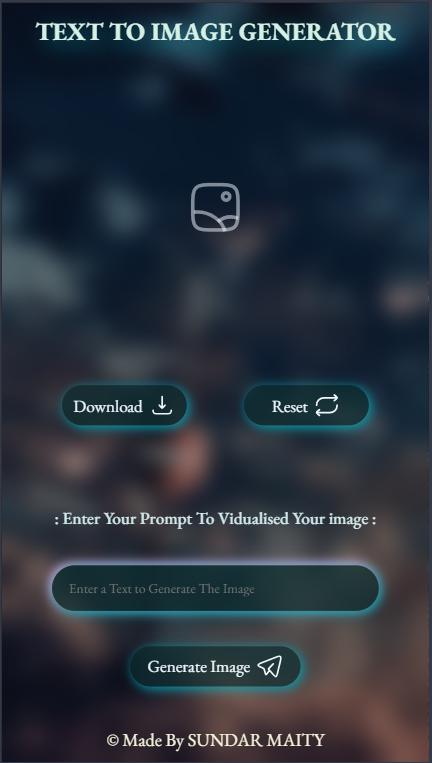 TEXT TO IMAGE GENERATOR
Download
Reset
: Enter Your Prompt To Vidualised Your image :
Enter a Text to Generate The Image
Generate Image
© Made By SUNDAR MAITY